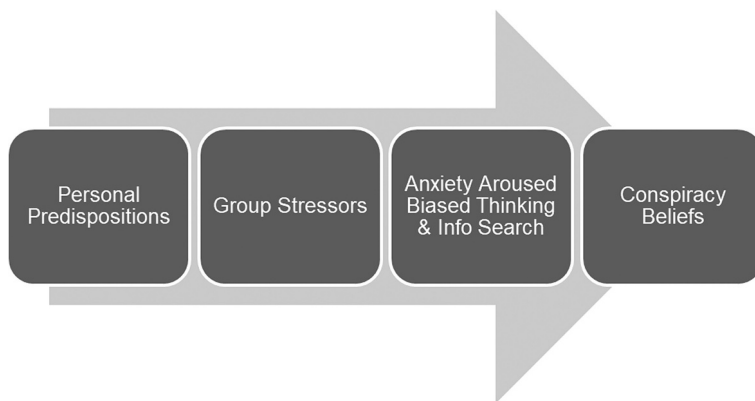 Personal
Predispositions
Group Stressors
Anxiety Aroused
Biased Thinking
& Info Search
Conspiracy
Beliefs